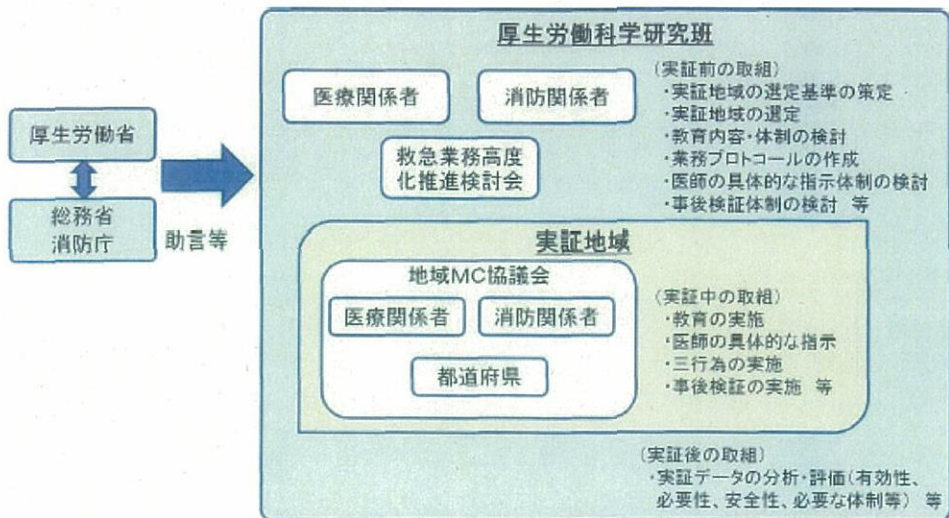 厚生労働省
総務省
消防庁
助言等
厚生労働科学研究班
医療関係者
消防関係者
救急業務高度
化推進検討会
(実証前の取組)
・実証地域の選定基準の策定
・実証地域の選定
・教育内容・体制の検討
・業務プロトコールの作成
・医師の具体的な指示体制の検討
・事後検証体制の検討 等
実証地域
地域MC協議会
医療関係者
消防関係者
都道府県
(実証中の取組)
・教育の実施
・医師の具体的な指示
・三行為の実施
・事後検証の実施 等
(実証後の取組)
・実証データの分析・評価(有効性、
必要性、安全性、必要な体制等) 等